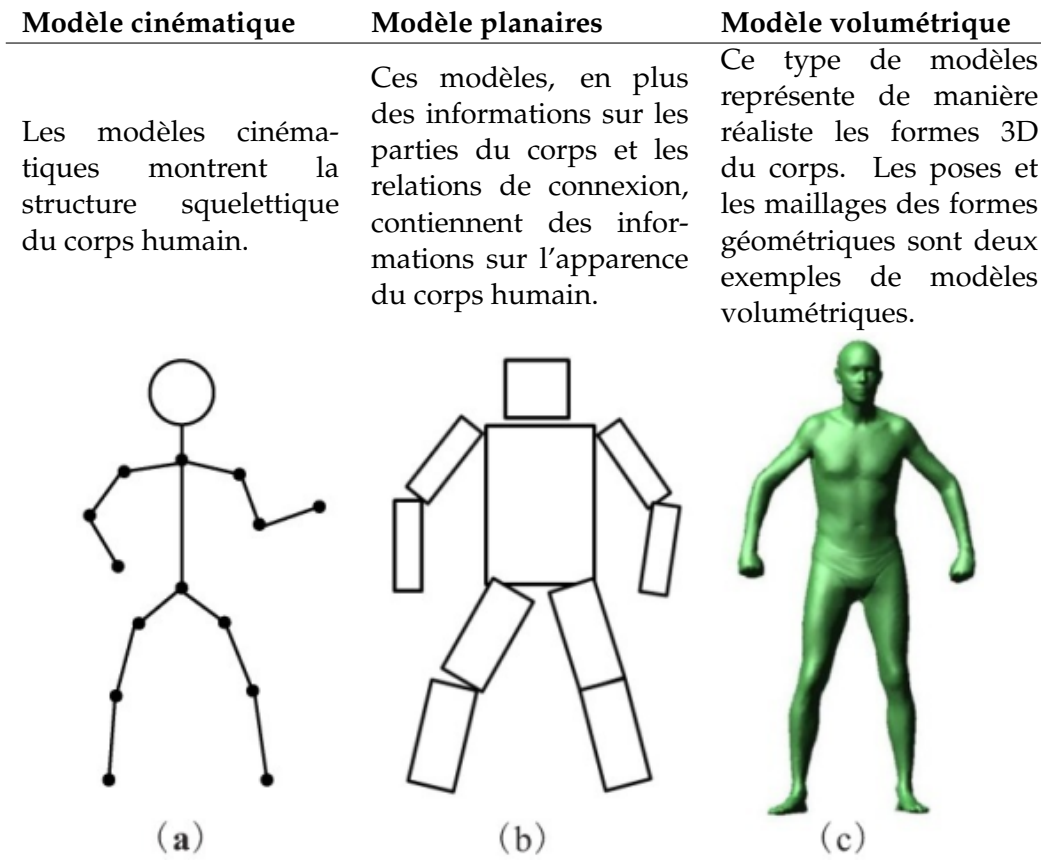 Modèle cinématique
Modèle planaires
Modèle volumétrique
Les modèles cinéma-
tiques montrent la
structure squelettique
du corps humain.
Ces modèles, en plus
des informations sur les
parties du corps et les
relations de connexion,
contiennent des infor-
mations sur l'apparence
du corps humain.
Ce type de modèles
représente de manière
réaliste les formes 3D
du corps. Les poses et
les maillages des formes
géométriques sont deux
exemples de modèles
volumétriques.
(a)
(b)
(c)